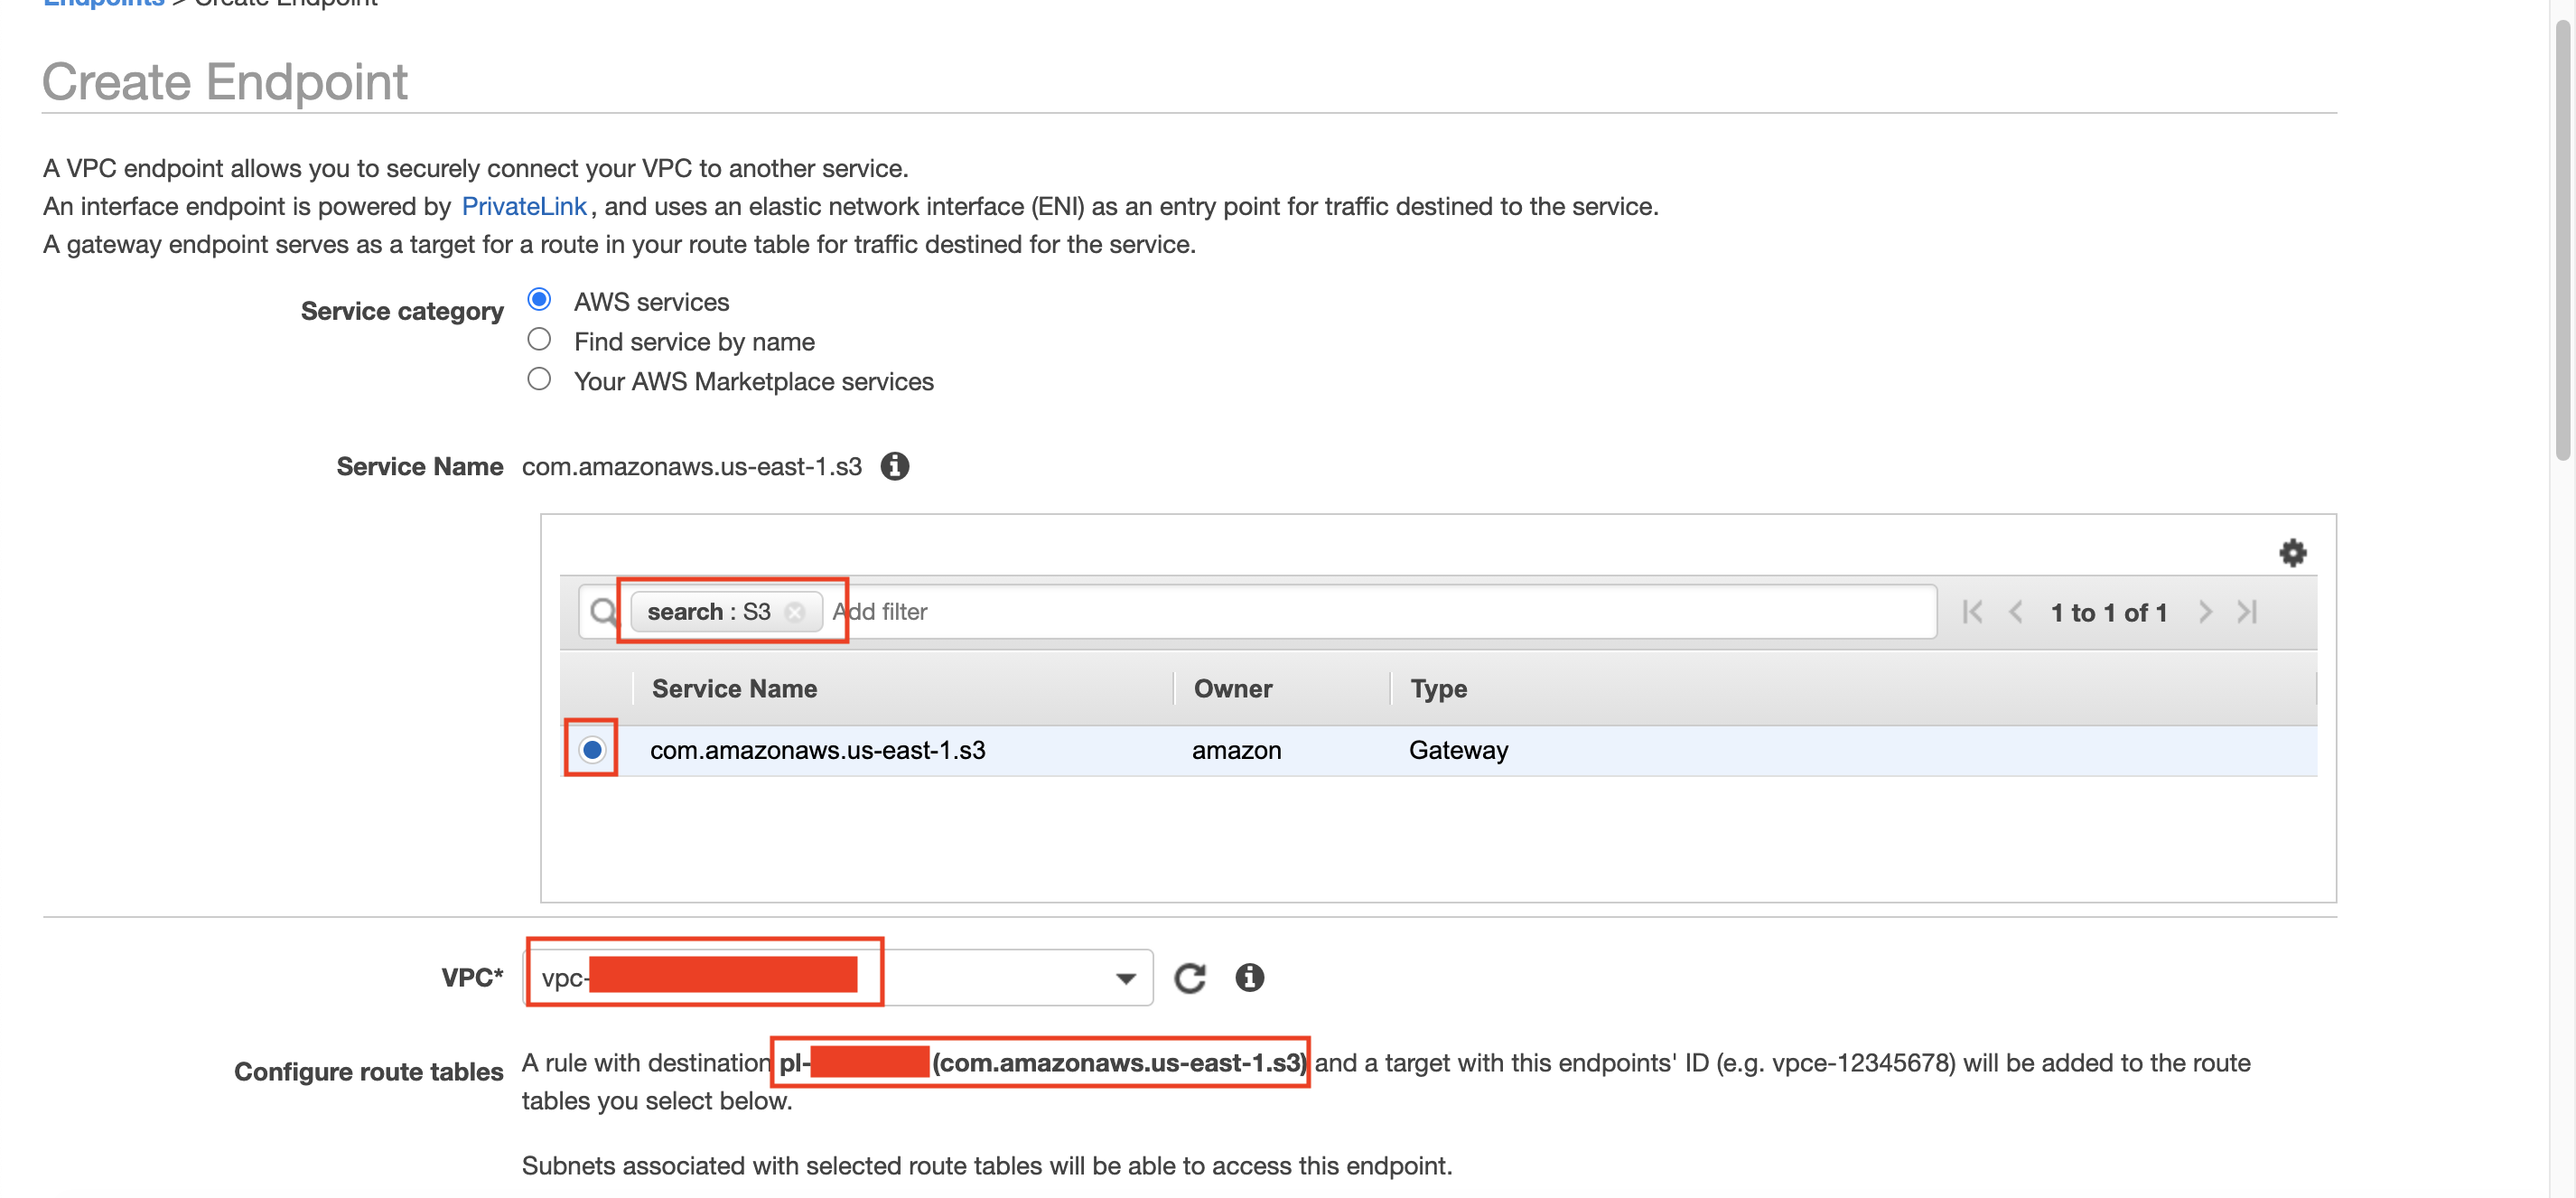 Endpoints > Create Endpoint
Create Endpoint
A VPC endpoint allows you to securely connect your VPC to another service.
An interface endpoint is powered by PrivateLink, and uses an elastic network interface (ENI) as an entry point for traffic destined to the service.
A gateway endpoint serves as a target for a route in your route table for traffic destined for the service.
Service category
AWS services
Find service by name
Your AWS Marketplace services
Service Name com.amazonaws.us-east-1.s3
search : S3 Add filter 1 to 1 of 1
Service Name Owner Type
com.amazonaws.us-east-1.s3 amazon Gateway
VPC* vpc-
Configure route tables
A rule with destination pl- (com.amazonaws.us-east-1.s3) and a target with this endpoints' ID (e.g. vpce-12345678) will be added to the route
tables you select below.
Subnets associated with selected route tables will be able to access this endpoint.